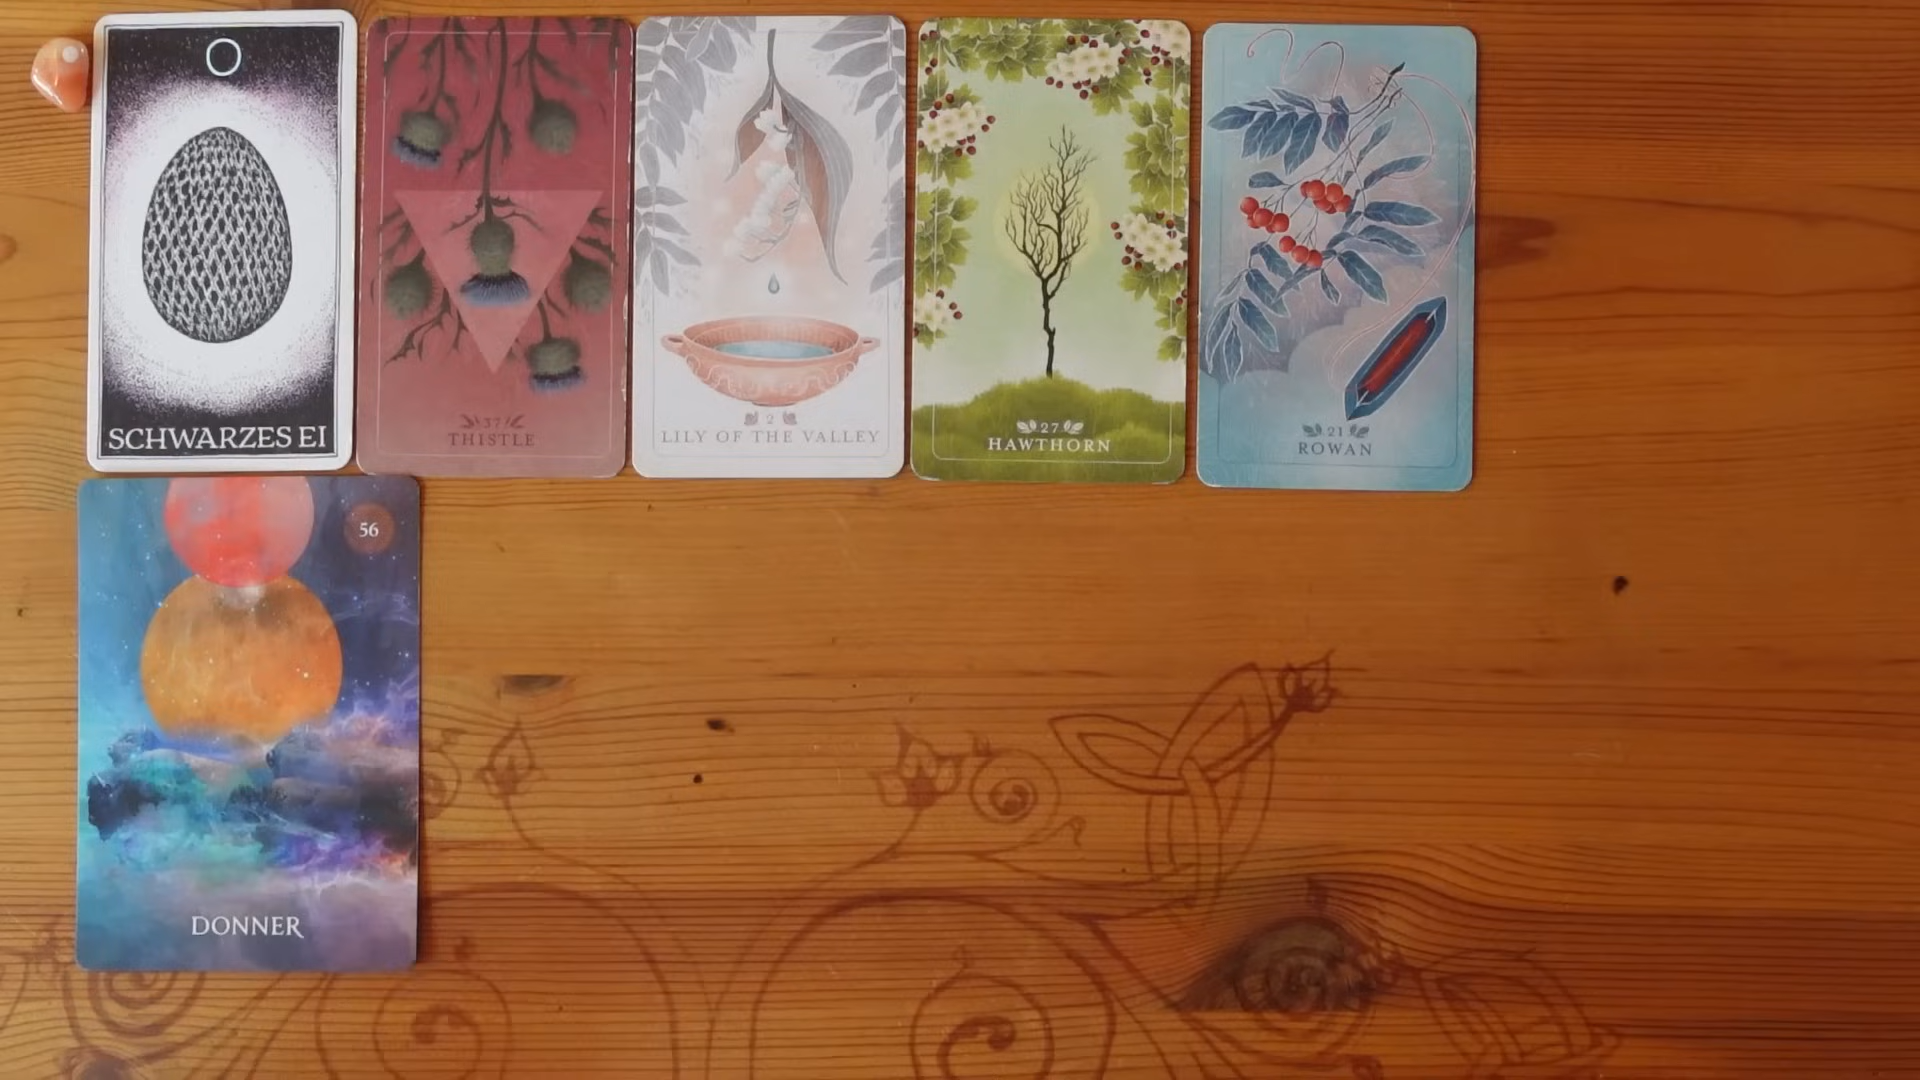 SCHWARZES EI
37
THISTLE
2
LILY OF THE VALLEY
27
HAWTHORN
21
ROWAN
56
DONNER